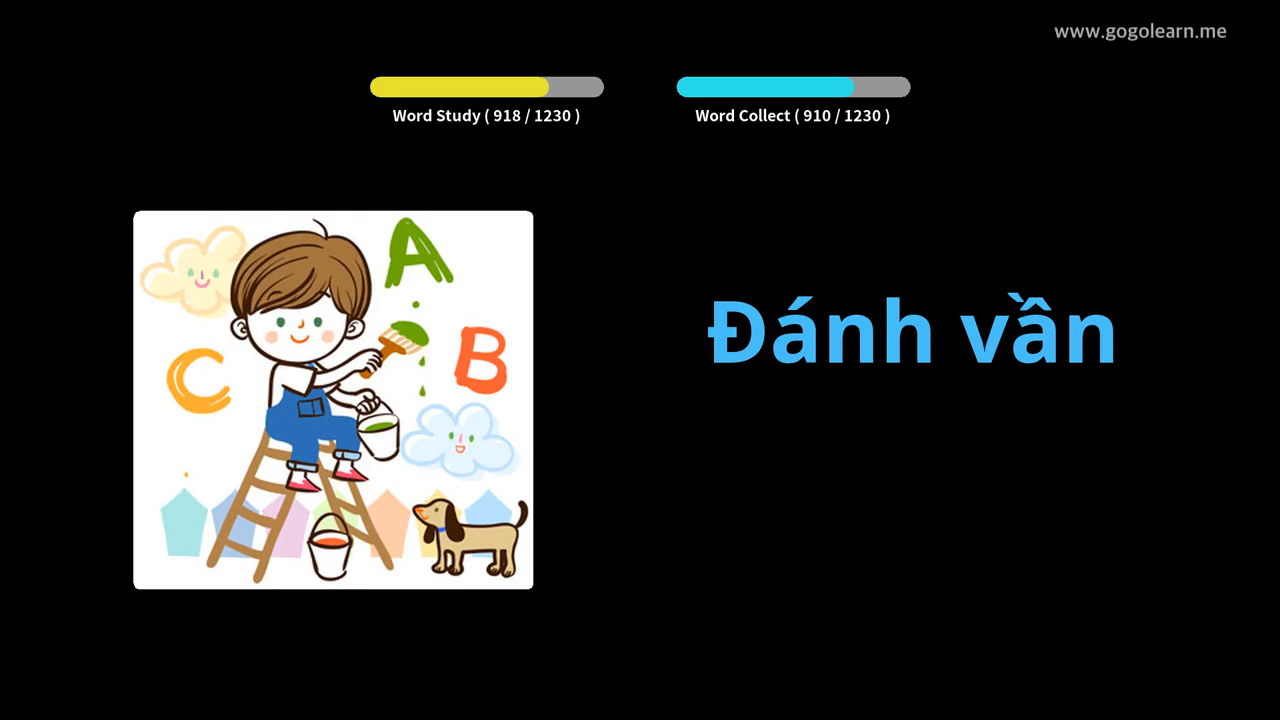 www.gogolearn.me
Word Study ( 918 / 1230 )
Word Collect ( 910 / 1230 )
A
B
C
Đánh vần